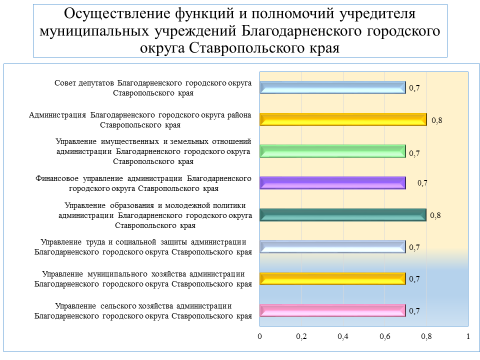 Осуществление функций и полномочий учредителя
муниципальных учреждений Благодарненского городского
округа Ставропольского края
Совет депутатов Благодарненского городского округа
Ставропольского края
0,7
Администрация Благодарненского городского округа района
Ставропольского края
0,8
Управление имущественных и земельных отношений
администрации Благодарненского городского округа
Ставропольского края
0,7
Финансовое управление администрации Благодарненского
городского округа Ставропольского края
0,7
Управление образования и молодежной политики
администрации Благодарненского городского округа
Ставропольского края
0,8
Управление труда и социальной защиты администрации
Благодарненского городского округа Ставропольского края
0,7
Управление муниципального хозяйства администрации
Благодарненского городского округа Ставропольского края
0,7
Управление сельского хозяйства администрации
Благодарненского городского округа Ставропольского края
0,7
0 0,2 0,4 0,6 0,8 1